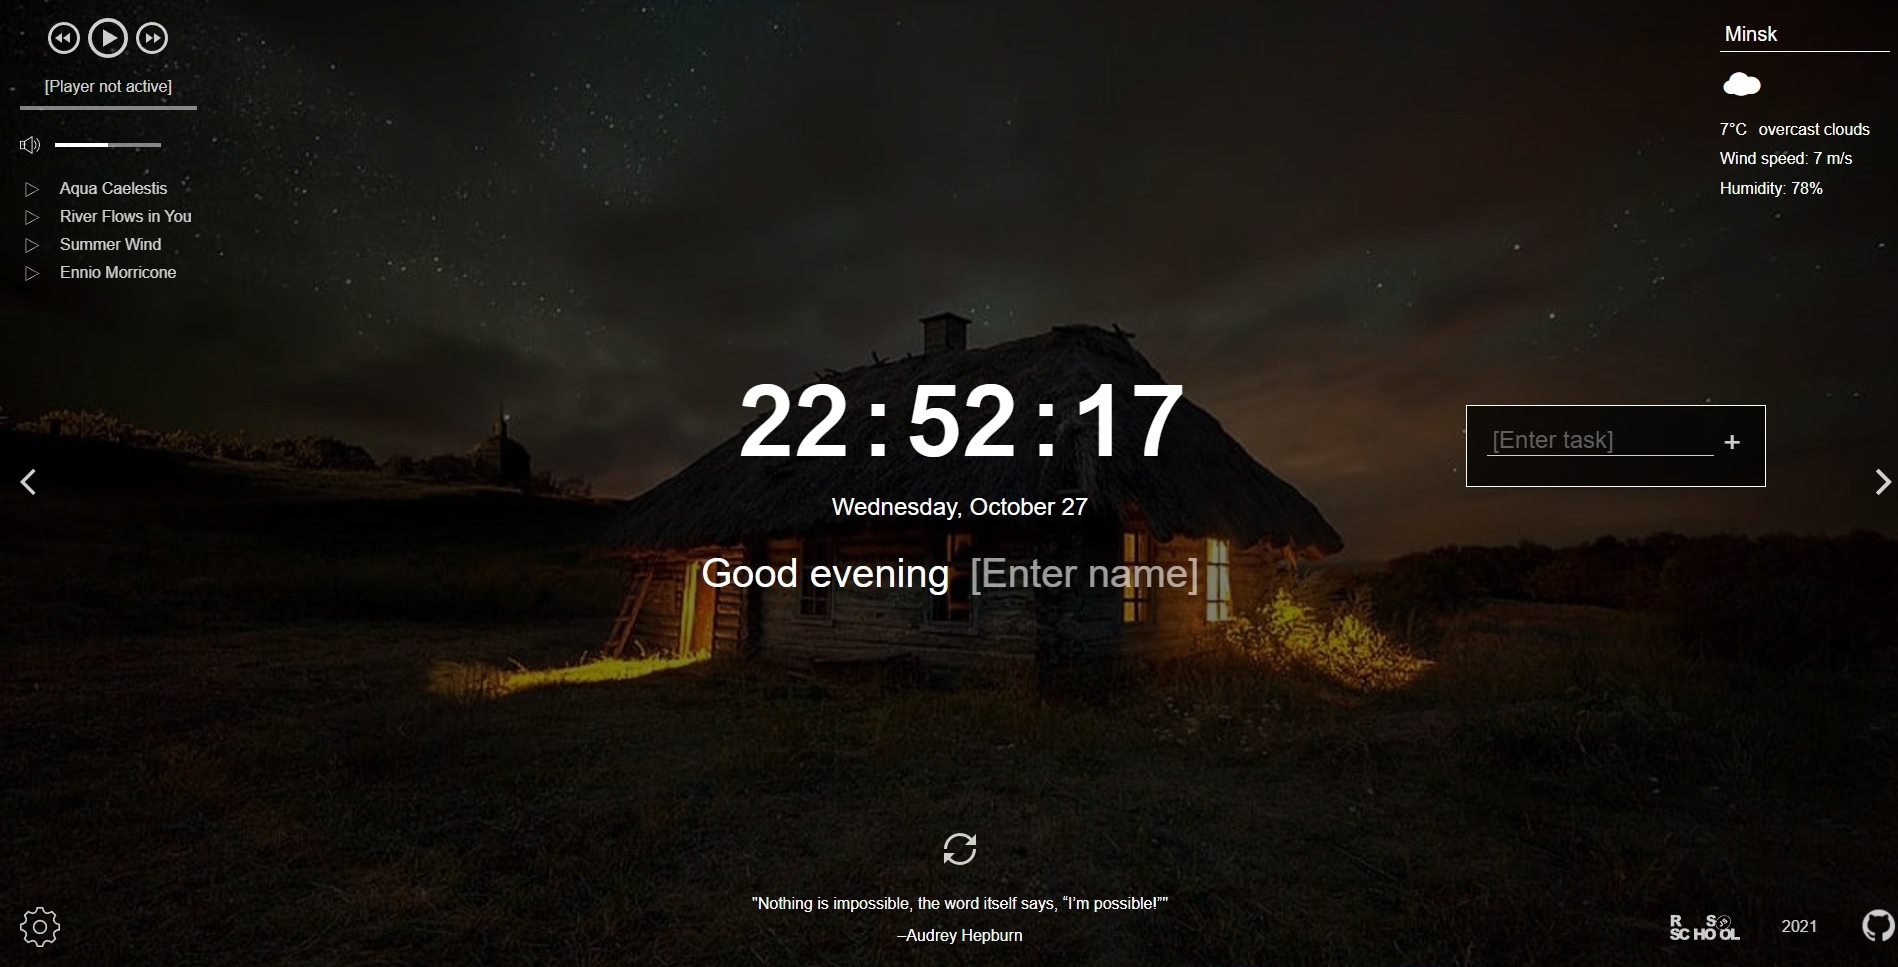 [Player not active]
Aqua Caelestis
River Flows in You
Summer Wind
Ennio Morricone
Minsk
7°C overcast clouds
Wind speed: 7 m/s
Humidity: 78%
22:52:17
Wednesday, October 27
Good evening [Enter name]
[Enter task] +
"Nothing is impossible, the word itself says, “I’m possible!”"
–Audrey Hepburn
RS
SCHOOL
2021